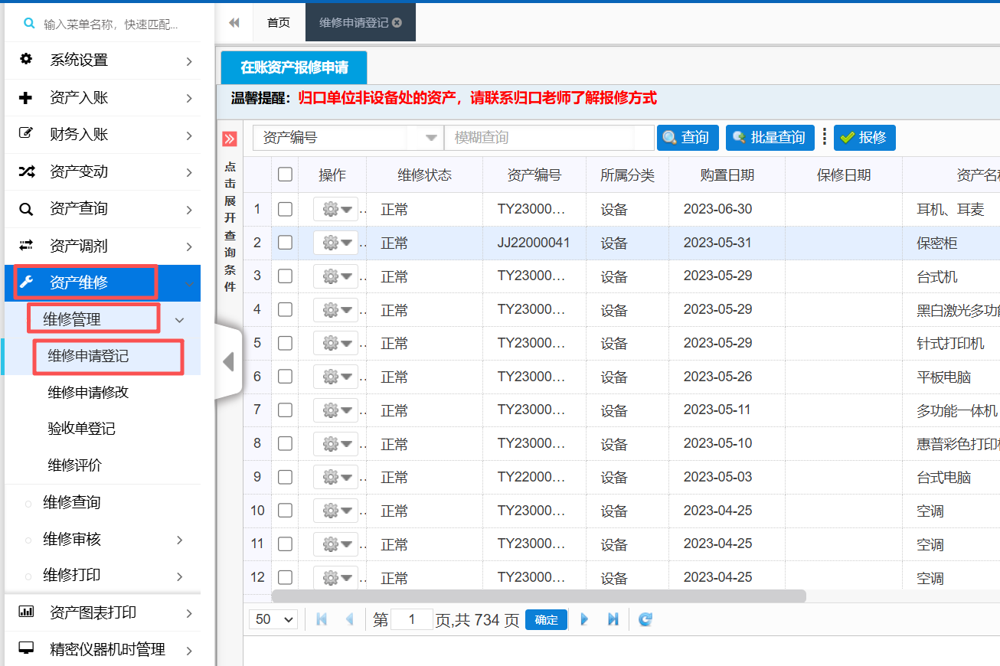 输入菜单名称，快速匹配...
系统设置
资产入账
财务入账
资产变动
资产查询
资产调剂
资产维修
维修管理
维修申请登记
维修申请修改
验收单登记
维修评价
维修查询
维修审核
维修打印
资产图表打印
精密仪器机时管理
首页 维修申请登记
在账资产报修申请
温馨提醒：归口单位非设备处的资产，请联系归口老师了解报修方式
点击展开查询条件
资产编号 模糊查询 查询 批量查询 报修
操作 维修状态 资产编号 所属分类 购置日期 保修日期 资产名称
1 .. 正常 TY23000... 设备 2023-06-30 耳机、耳麦
2 .. 正常 JJ22000041 设备 2023-05-31 保密柜
3 .. 正常 TY23000... 设备 2023-05-29 台式机
4 .. 正常 TY23000... 设备 2023-05-29 黑白激光多功能
5 .. 正常 TY23000... 设备 2023-05-29 针式打印机
6 .. 正常 TY23000... 设备 2023-05-26 平板电脑
7 .. 正常 TY23000... 设备 2023-05-11 多功能一体机
8 .. 正常 TY23000... 设备 2023-05-10 惠普彩色打印机
9 .. 正常 TY22000... 设备 2023-05-03 台式电脑
10 .. 正常 TY23000... 设备 2023-04-25 空调
11 .. 正常 TY23000... 设备 2023-04-25 空调
12 .. 正常 TY23000... 设备 2023-04-25 空调
50 第 1 页,共 734 页 确定